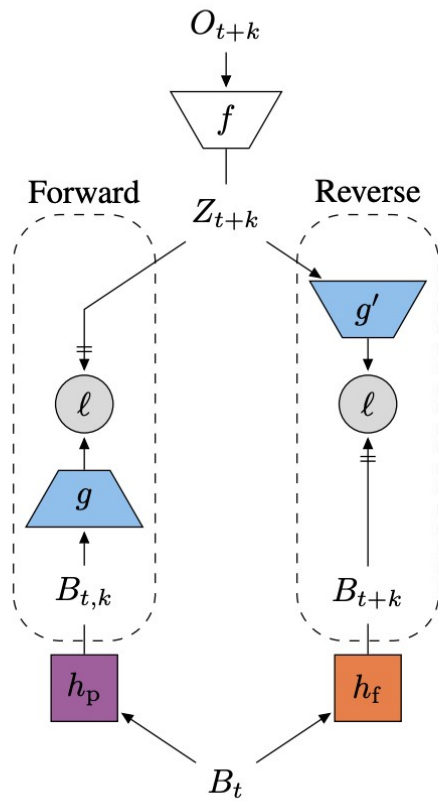 O_{t+k}
f
Forward
Reverse
Z_{t+k}
g′
ℓ
ℓ
g
B_{t,k}
B_{t+k}
h_p
h_f
B_t